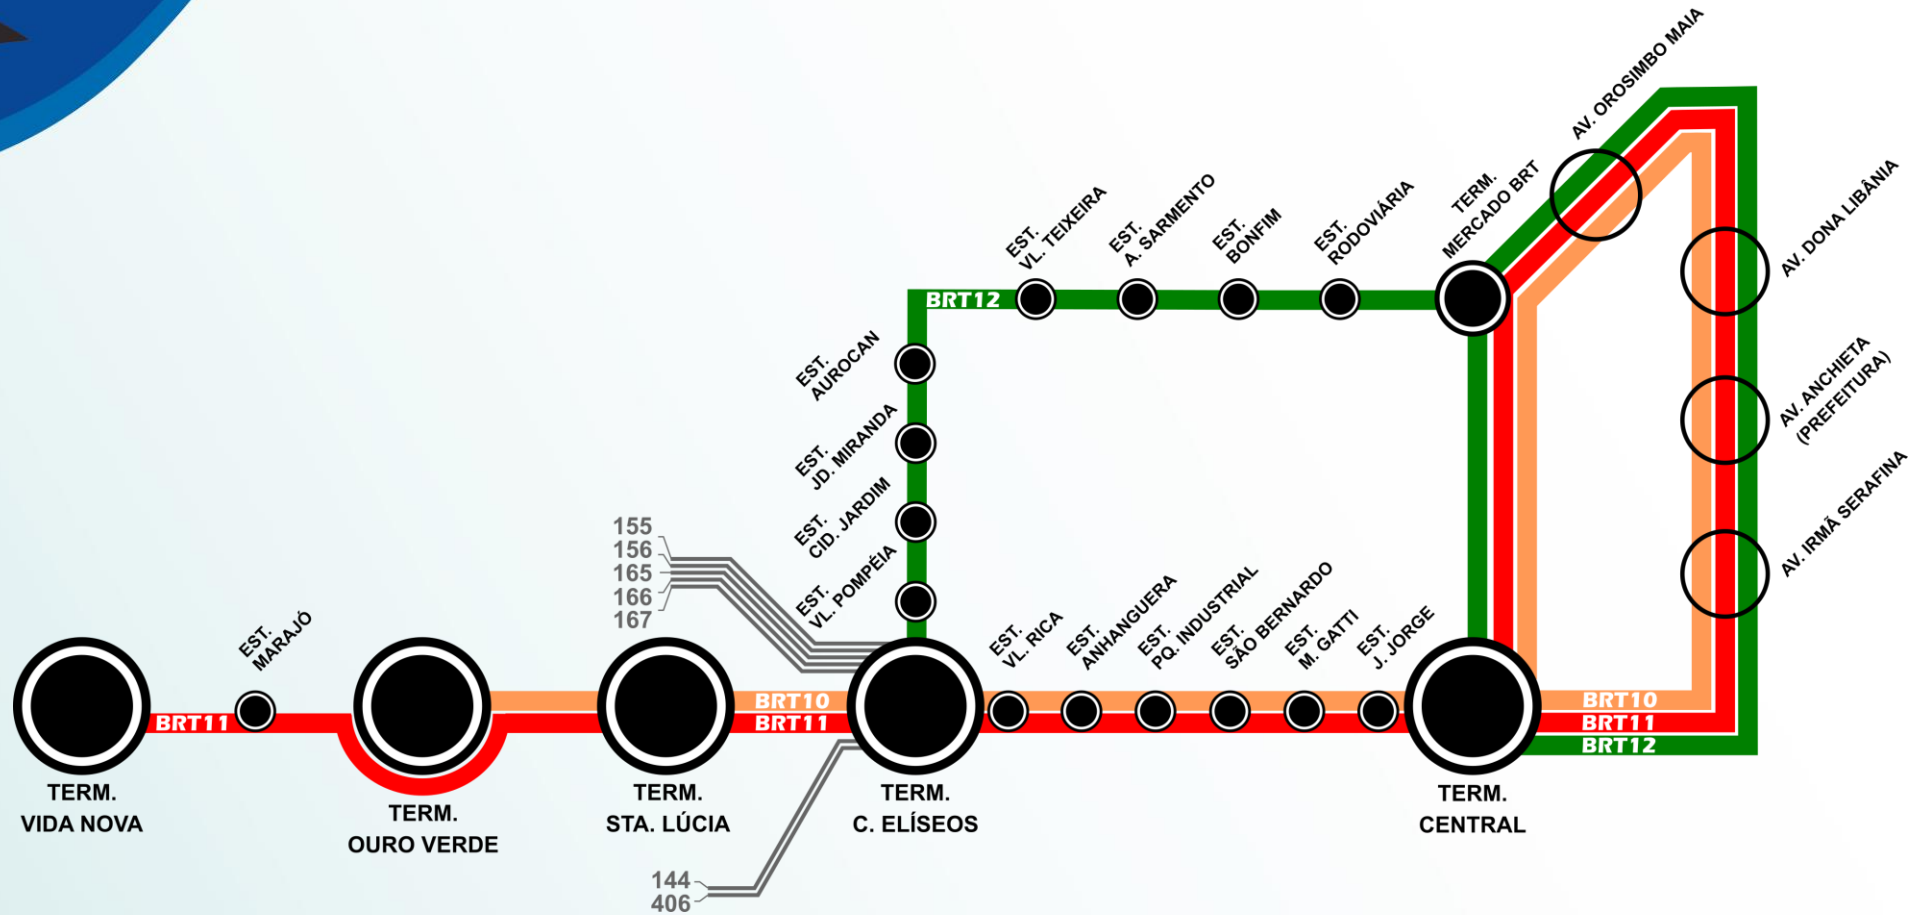 AV. OROSIMBO MAIA
AV. DONA LIBÂNIA
AV. ANCHIETA
(PREFEITURA)
AV. IRMÃ SERAFINA
TERM.
MERCADO BRT
EST.
RODOVIÁRIA
EST.
BONFIM
EST.
A. SARMENTO
EST.
VL. TEIXEIRA
BRT12
EST.
AUROCAN
EST.
JD. MIRANDA
EST.
CID. JARDIM
EST.
VL. POMPÉIA
155
156
165
166
167
EST.
MARAJÓ
EST.
VL. RICA
EST.
ANHANGUERA
EST.
PQ. INDUSTRIAL
EST.
SÃO BERNARDO
EST.
M. GATTI
EST.
J. JORGE
BRT11
BRT10
BRT11
BRT10
BRT11
BRT12
TERM.
VIDA NOVA
TERM.
OURO VERDE
TERM.
STA. LÚCIA
TERM.
C. ELÍSEOS
TERM.
CENTRAL
144
406